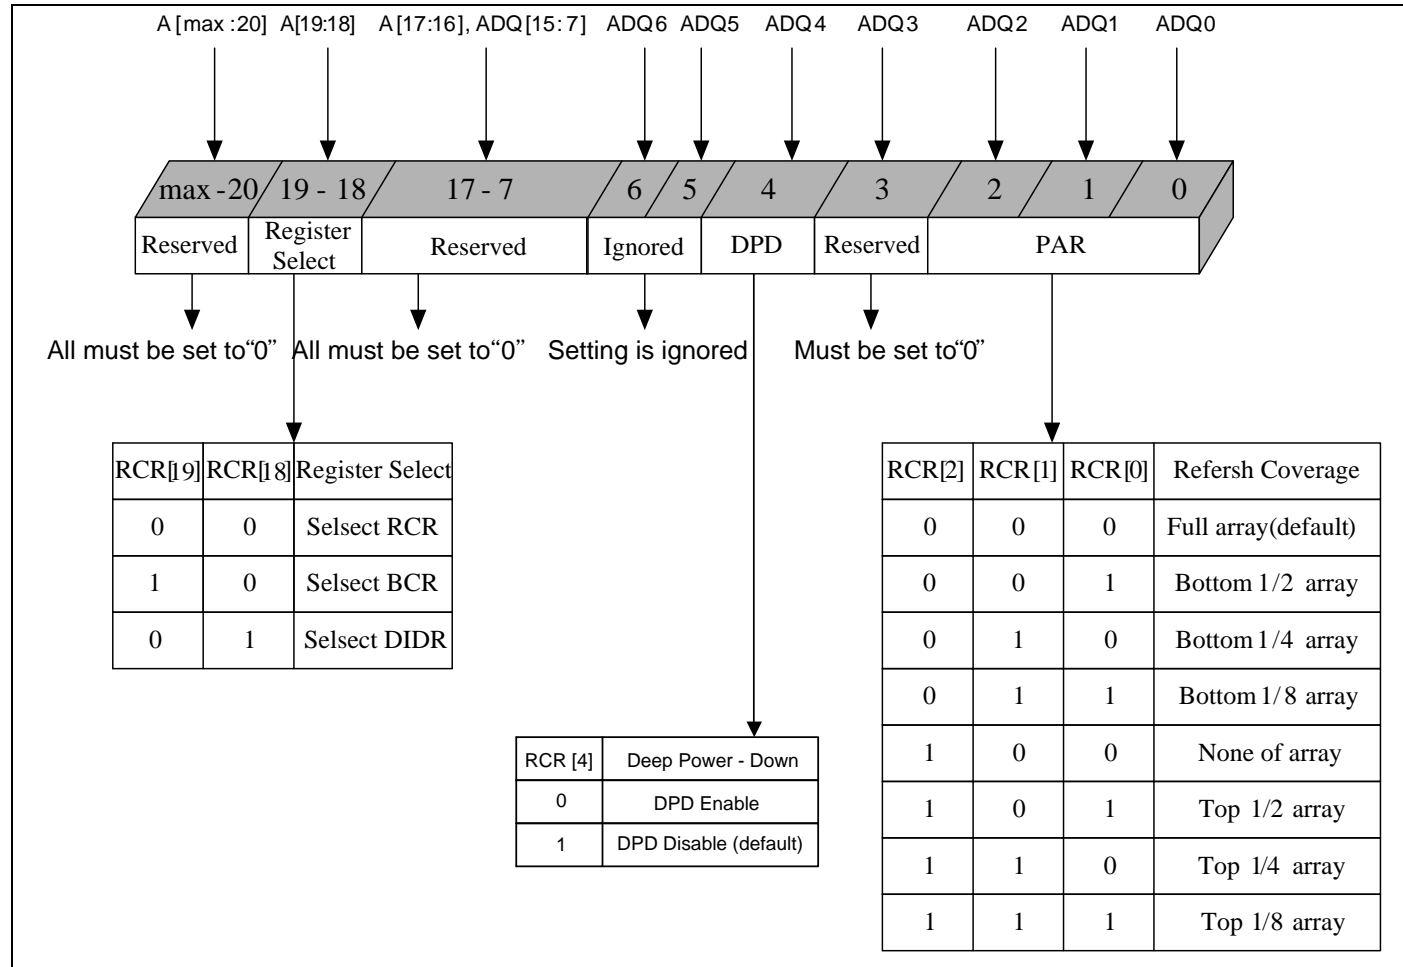 A [max :20] A[19:18] A [17:16], ADQ [15: 7] ADQ6 ADQ5 ADQ4 ADQ3 ADQ2 ADQ1 ADQ0
max -20 19 - 18 17 - 7 6 5 4 3 2 1 0
Reserved Register Select Reserved Ignored DPD Reserved PAR
All must be set to“0” All must be set to“0” Setting is ignored Must be set to“0”
RCR[19] RCR[18] Register Select
0 0 Selsect RCR
1 0 Selsect BCR
0 1 Selsect DIDR
RCR [4] Deep Power - Down
0 DPD Enable
1 DPD Disable (default)
RCR[2] RCR[1] RCR[0] Refersh Coverage
0 0 0 Full array(default)
0 0 1 Bottom 1/2 array
0 1 0 Bottom 1/4 array
0 1 1 Bottom 1/8 array
1 0 0 None of array
1 0 1 Top 1/2 array
1 1 0 Top 1/4 array
1 1 1 Top 1/8 array